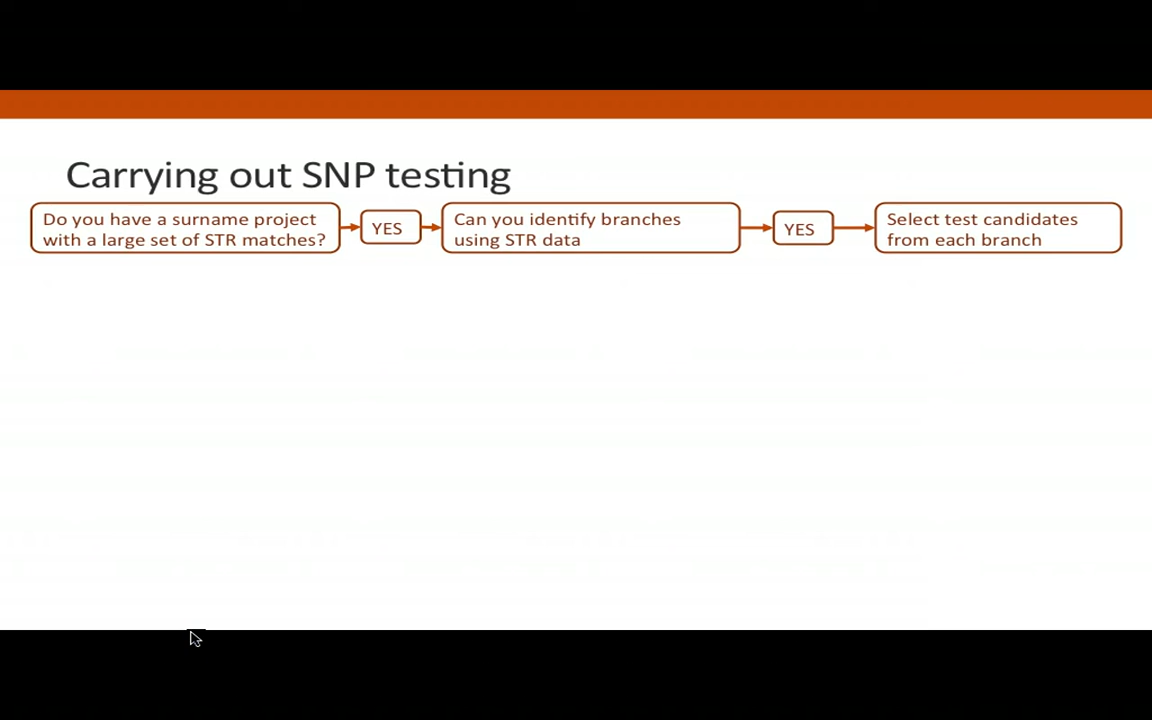 Carrying out SNP testing
Do you have a surname project
with a large set of STR matches?
YES
Can you identify branches
using STR data
YES
Select test candidates
from each branch